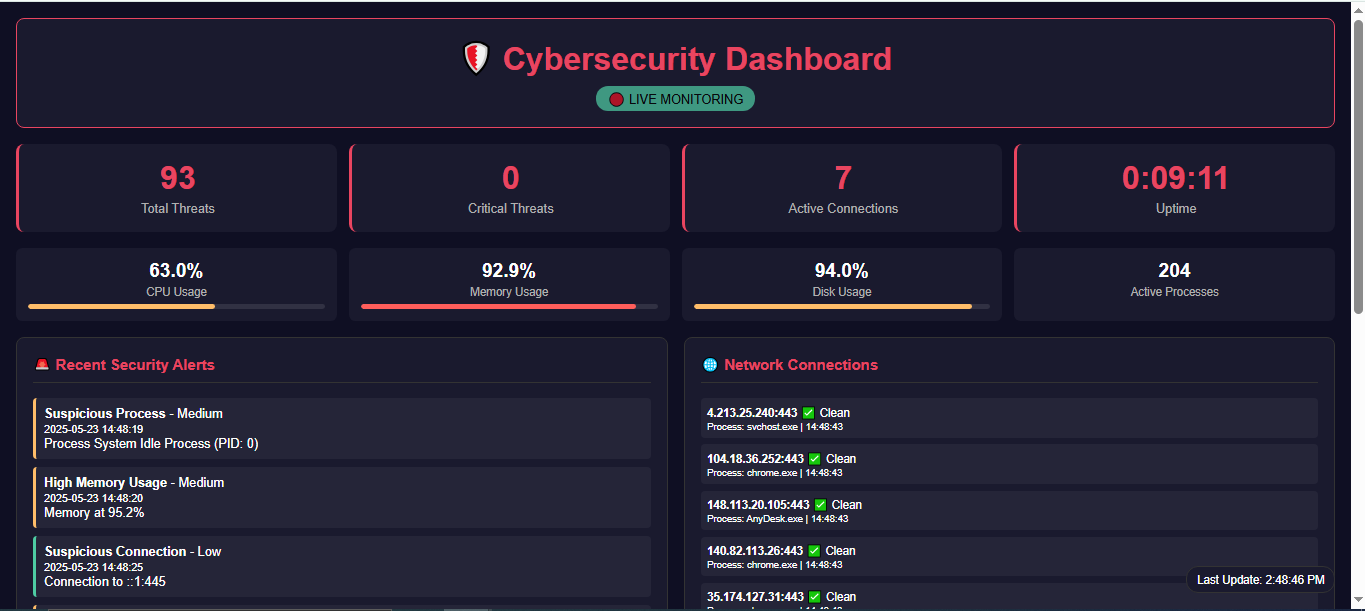 Cybersecurity Dashboard
LIVE MONITORING
93
Total Threats
0
Critical Threats
7
Active Connections
0:09:11
Uptime
63.0%
CPU Usage
92.9%
Memory Usage
94.0%
Disk Usage
204
Active Processes
Recent Security Alerts
Suspicious Process - Medium
2025-05-23 14:48:19
Process System Idle Process (PID: 0)
High Memory Usage - Medium
2025-05-23 14:48:20
Memory at 95.2%
Suspicious Connection - Low
2025-05-23 14:48:25
Connection to ::1:445
Network Connections
4.213.25.240:443 ✅ Clean
Process: svchost.exe | 14:48:43
104.18.36.252:443 ✅ Clean
Process: chrome.exe | 14:48:43
148.113.20.105:443 ✅ Clean
Process: AnyDesk.exe | 14:48:43
140.82.113.26:443 ✅ Clean
Process: chrome.exe | 14:48:43
35.174.127.31:443 ✅ Clean
Last Update: 2:48:46 PM